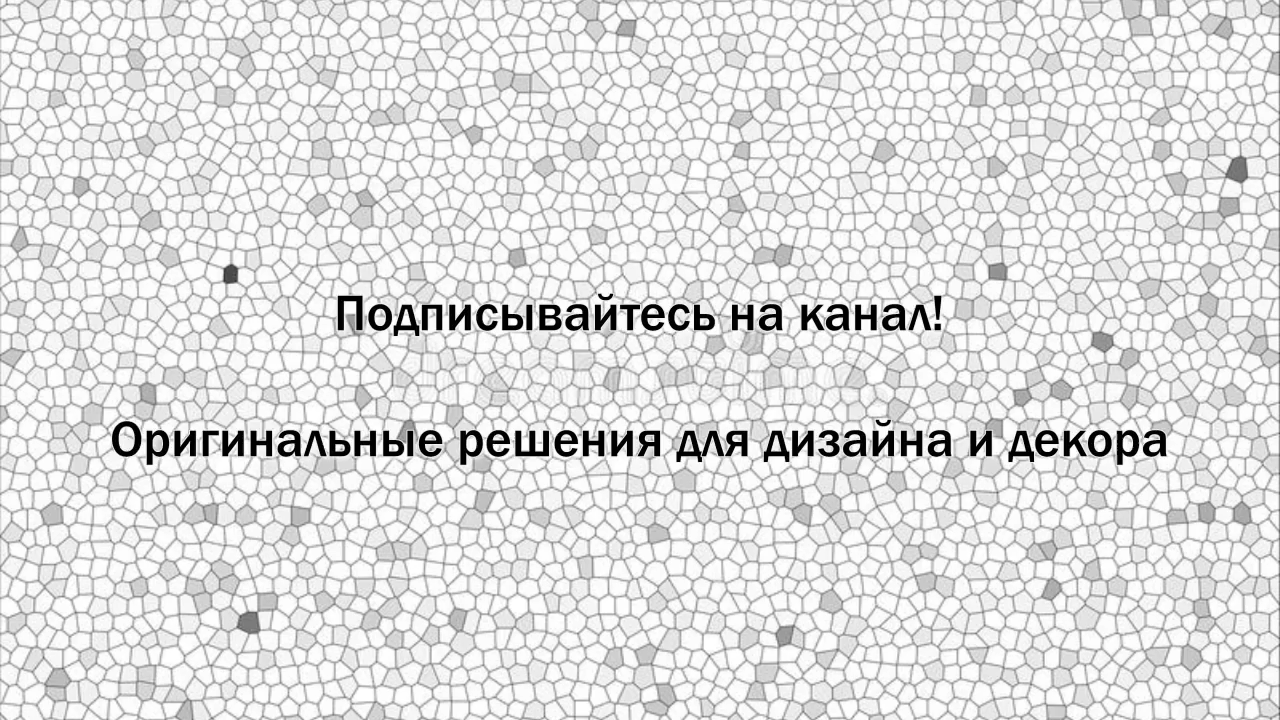 Подписывайтесь на канал!
Оригинальные решения для дизайна и декора